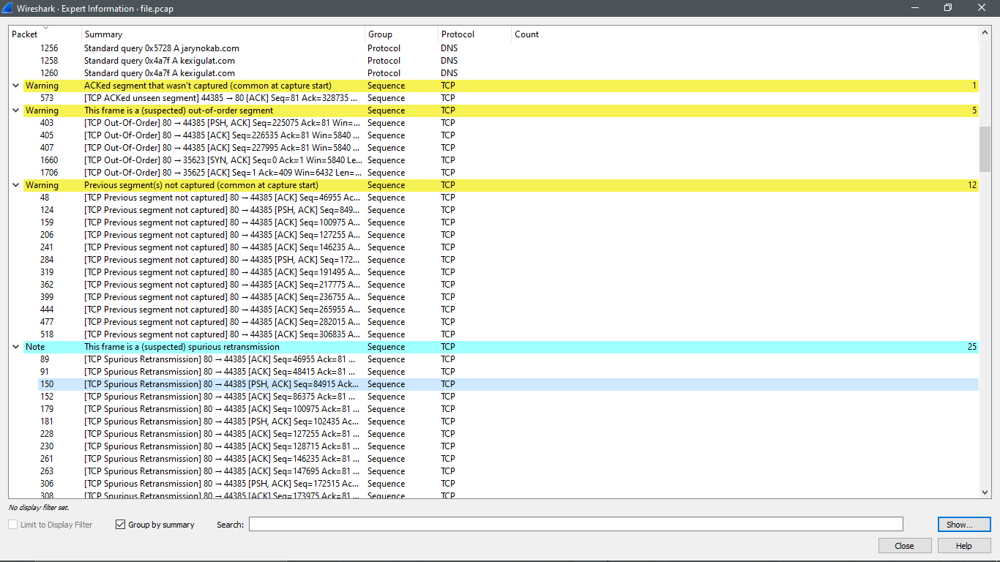 Wireshark · Expert Information · file.pcap
Packet Summary Group Protocol Count
1256 Standard query 0x5728 A jarynokab.com Protocol DNS
1258 Standard query 0x4a7f A kexigulat.com Protocol DNS
1260 Standard query 0x4a7f A kexigulat.com Protocol DNS
Warning ACKed segment that wasn't captured (common at capture start) Sequence TCP 1
573 [TCP ACKed unseen segment] 44385 → 80 [ACK] Seq=81 Ack=328735 ... Sequence TCP
Warning This frame is a (suspected) out-of-order segment Sequence TCP 5
403 [TCP Out-Of-Order] 80 → 44385 [PSH, ACK] Seq=225075 Ack=81 Win=... Sequence TCP
405 [TCP Out-Of-Order] 80 → 44385 [ACK] Seq=226535 Ack=81 Win=5840 ... Sequence TCP
407 [TCP Out-Of-Order] 80 → 44385 [ACK] Seq=227995 Ack=81 Win=5840 ... Sequence TCP
1660 [TCP Out-Of-Order] 80 → 35623 [SYN, ACK] Seq=0 Ack=1 Win=5840 Le... Sequence TCP
1706 [TCP Out-Of-Order] 80 → 35625 [ACK] Seq=1 Ack=409 Win=6432 Len=... Sequence TCP
Warning Previous segment(s) not captured (common at capture start) Sequence TCP 12
48 [TCP Previous segment not captured] 80 → 44385 [ACK] Seq=46955 Ac... Sequence TCP
124 [TCP Previous segment not captured] 80 → 44385 [PSH, ACK] Seq=849... Sequence TCP
159 [TCP Previous segment not captured] 80 → 44385 [ACK] Seq=100975 A... Sequence TCP
206 [TCP Previous segment not captured] 80 → 44385 [ACK] Seq=127255 A... Sequence TCP
241 [TCP Previous segment not captured] 80 → 44385 [ACK] Seq=146235 A... Sequence TCP
284 [TCP Previous segment not captured] 80 → 44385 [PSH, ACK] Seq=172... Sequence TCP
319 [TCP Previous segment not captured] 80 → 44385 [ACK] Seq=191495 A... Sequence TCP
362 [TCP Previous segment not captured] 80 → 44385 [ACK] Seq=217775 A... Sequence TCP
399 [TCP Previous segment not captured] 80 → 44385 [ACK] Seq=236755 A... Sequence TCP
444 [TCP Previous segment not captured] 80 → 44385 [ACK] Seq=265955 A... Sequence TCP
477 [TCP Previous segment not captured] 80 → 44385 [ACK] Seq=282015 A... Sequence TCP
518 [TCP Previous segment not captured] 80 → 44385 [ACK] Seq=306835 A... Sequence TCP
Note This frame is a (suspected) spurious retransmission Sequence TCP 25
89 [TCP Spurious Retransmission] 80 → 44385 [ACK] Seq=46955 Ack=81 ... Sequence TCP
91 [TCP Spurious Retransmission] 80 → 44385 [ACK] Seq=48415 Ack=81 ... Sequence TCP
150 [TCP Spurious Retransmission] 80 → 44385 [PSH, ACK] Seq=84915 Ack... Sequence TCP
152 [TCP Spurious Retransmission] 80 → 44385 [ACK] Seq=86375 Ack=81 ... Sequence TCP
179 [TCP Spurious Retransmission] 80 → 44385 [ACK] Seq=100975 Ack=81 ... Sequence TCP
181 [TCP Spurious Retransmission] 80 → 44385 [PSH, ACK] Seq=102435 Ac... Sequence TCP
228 [TCP Spurious Retransmission] 80 → 44385 [ACK] Seq=127255 Ack=81 ... Sequence TCP
230 [TCP Spurious Retransmission] 80 → 44385 [ACK] Seq=128715 Ack=81 ... Sequence TCP
261 [TCP Spurious Retransmission] 80 → 44385 [ACK] Seq=146235 Ack=81 ... Sequence TCP
263 [TCP Spurious Retransmission] 80 → 44385 [ACK] Seq=147695 Ack=81 ... Sequence TCP
306 [TCP Spurious Retransmission] 80 → 44385 [PSH, ACK] Seq=172515 Ac... Sequence TCP
308 [TCP Spurious Retransmission] 80 → 44385 [ACK] Seq=173975 Ack=81 ... Sequence TCP
No display filter set.
Limit to Display Filter Group by summary Search: Show...
Close Help